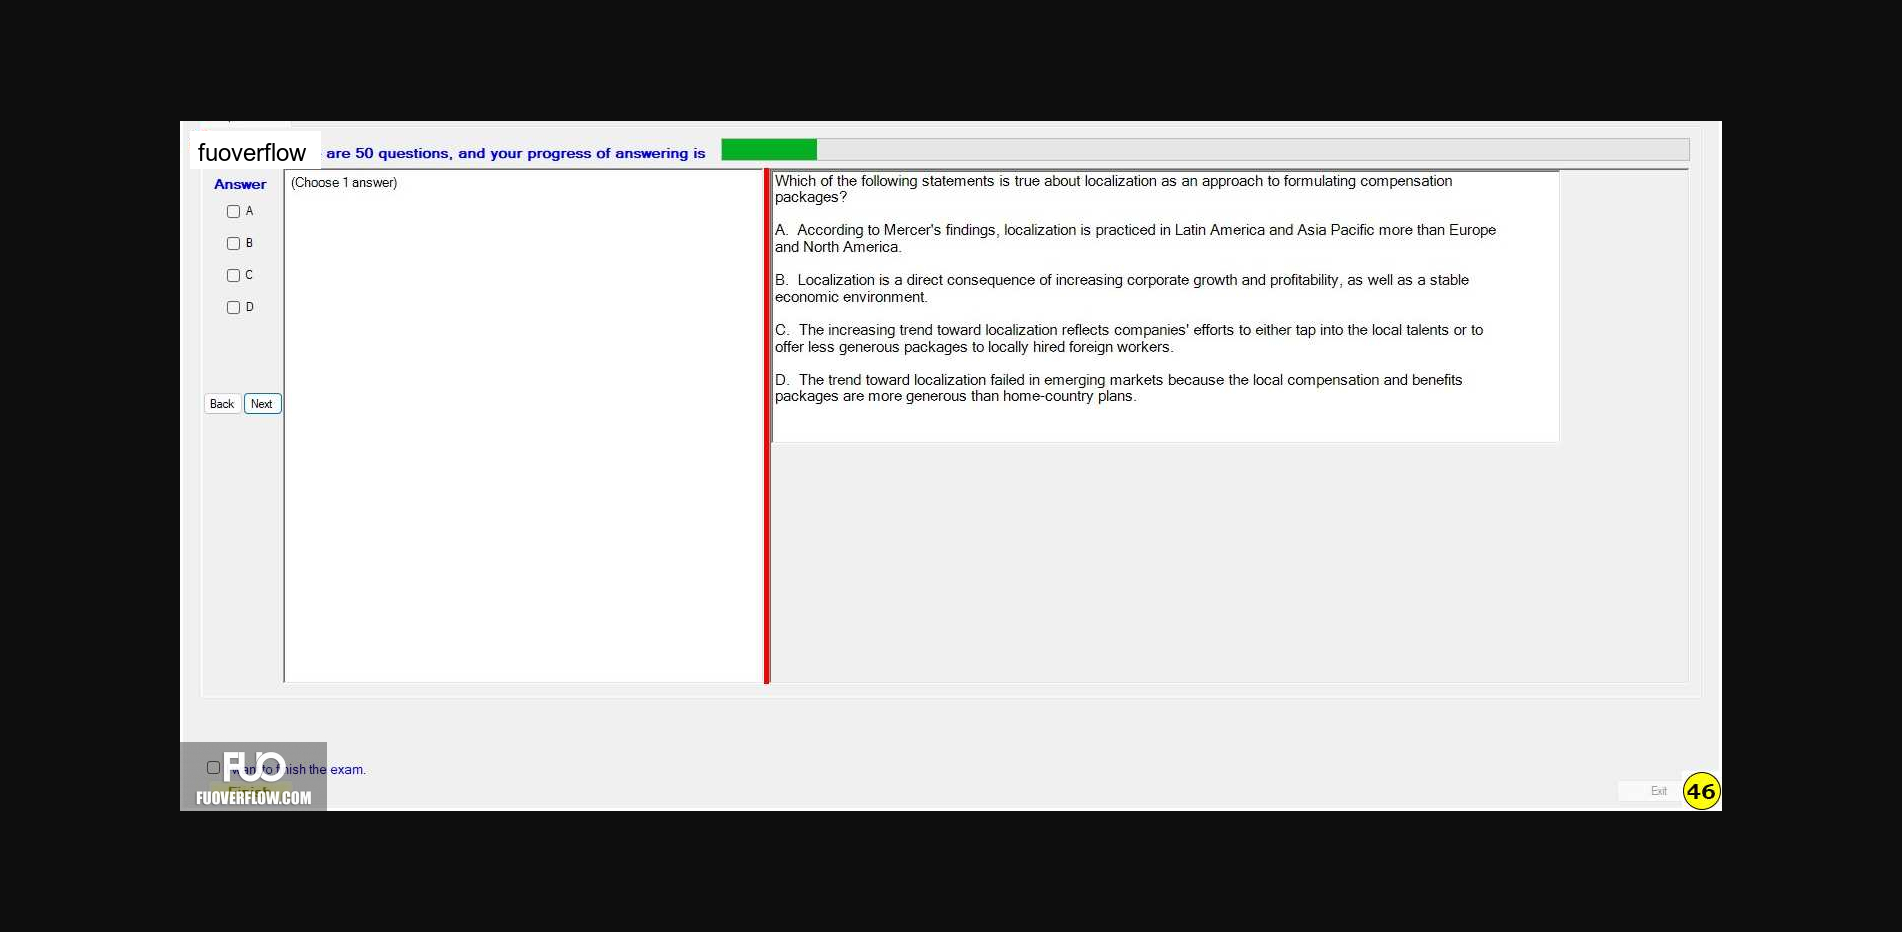 fuoverflow are 50 questions, and your progress of answering is
Answer
A
B
C
D
Back Next
(Choose 1 answer)
Which of the following statements is true about localization as an approach to formulating compensation
packages?
A. According to Mercer's findings, localization is practiced in Latin America and Asia Pacific more than Europe
and North America.
B. Localization is a direct consequence of increasing corporate growth and profitability, as well as a stable
economic environment.
C. The increasing trend toward localization reflects companies' efforts to either tap into the local talents or to
offer less generous packages to locally hired foreign workers.
D. The trend toward localization failed in emerging markets because the local compensation and benefits
packages are more generous than home-country plans.
FUO
the exam.
FUOVERFLOW.COM
Exit
46